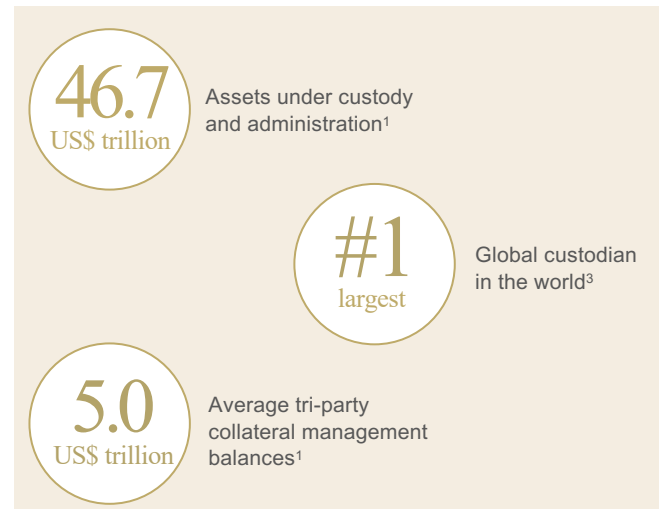 46.7
US$ trillion
Assets under custody
and administration¹
#1
largest
Global custodian
in the world³
5.0
US$ trillion
Average tri-party
collateral management
balances¹